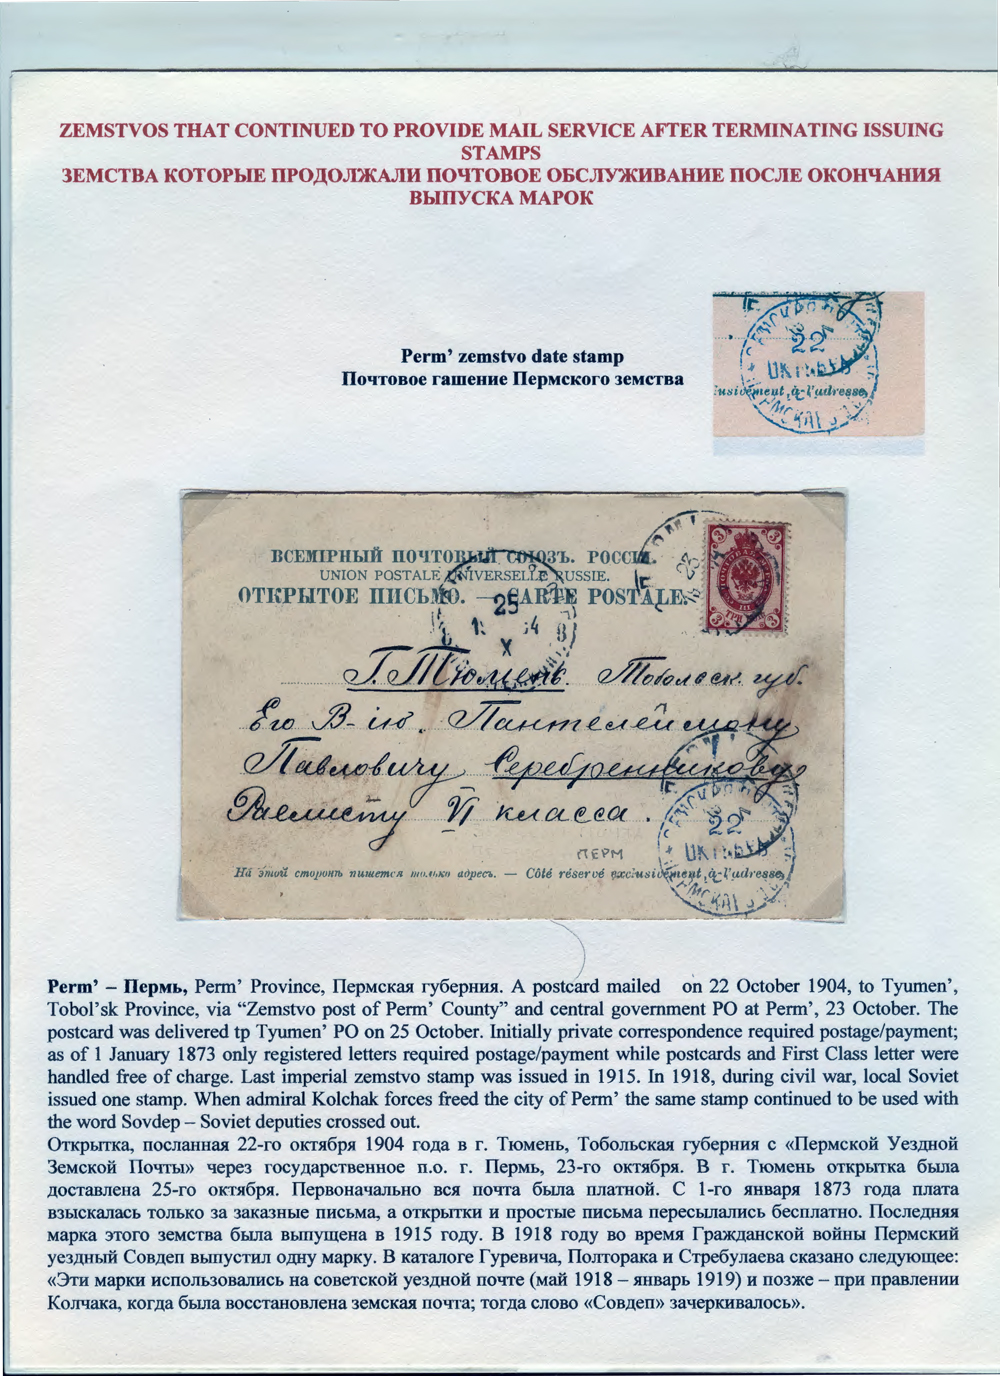 ZEMSTVOS THAT CONTINUED TO PROVIDE MAIL SERVICE AFTER TERMINATING ISSUING
STAMPS
ЗЕМСТВА КОТОРЫЕ ПРОДОЛЖАЛИ ПОЧТОВОЕ ОБСЛУЖИВАНИЕ ПОСЛЕ ОКОНЧАНИЯ
ВЫПУСКА МАРОК
Perm’ zemstvo date stamp
Почтовое гашение Пермского земства
22
ОКТЯБРЯ
à-l'adresse
ВСЕМІРНЫЙ ПОЧТОВЫЙ СОЮЗЪ. РОССІЯ
UNION POSTALE UNIVERSELLE RUSSIE.
ОТКРЫТОЕ ПИСЬМО. — CARTE POSTALE.
3 3
ТРИ КОП
3 3
23
25
X
Г. Тюмень. Тобольск. губ.
Его В-ію. Пантелеймону
Павловичу Серебренникову
Раемисту VI класса.
22
ОКТЯБРЯ
ПЕРМ
На этой сторонѣ пишется только адресъ. — Côté réservé exclusivement à-l'adresse
Perm’ – Пермь, Perm’ Province, Пермская губерния. A postcard mailed on 22 October 1904, to Tyumen’,
Tobol’sk Province, via “Zemstvo post of Perm’ County” and central government PO at Perm’, 23 October. The
postcard was delivered tp Tyumen’ PO on 25 October. Initially private correspondence required postage/payment;
as of 1 January 1873 only registered letters required postage/payment while postcards and First Class letter were
handled free of charge. Last imperial zemstvo stamp was issued in 1915. In 1918, during civil war, local Soviet
issued one stamp. When admiral Kolchak forces freed the city of Perm’ the same stamp continued to be used with
the word Sovdep – Soviet deputies crossed out.
Открытка, посланная 22-го октября 1904 года в г. Тюмень, Тобольская губерния с «Пермской Уездной
Земской Почты» через государственное п.о. г. Пермь, 23-го октября. В г. Тюмень открытка была
доставлена 25-го октября. Первоначально вся почта была платной. С 1-го января 1873 года плата
взыскалась только за заказные письма, а открытки и простые письма пересылались бесплатно. Последняя
марка этого земства была выпущена в 1915 году. В 1918 году во время Гражданской войны Пермский
уездный Совдеп выпустил одну марку. В каталоге Гуревича, Полторака и Стребулаева сказано следующее:
«Эти марки использовались на советской уездной почте (май 1918 – январь 1919) и позже – при правлении
Колчака, когда была восстановлена земская почта; тогда слово «Совдеп» зачеркивалось».